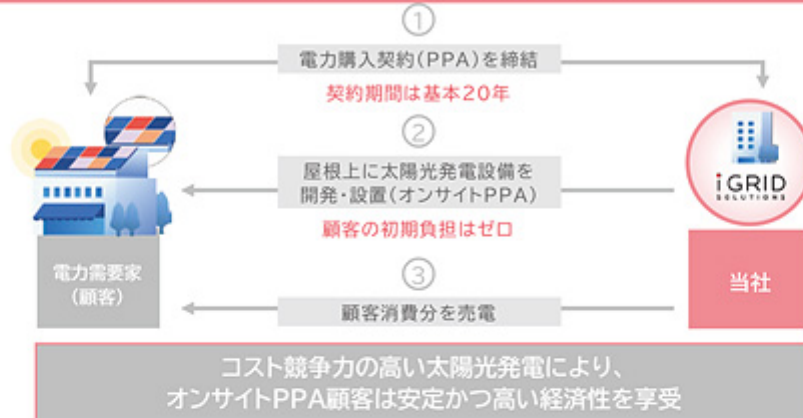 ①
電力購入契約(PPA)を締結
契約期間は基本20年
②
屋根上に太陽光発電設備を
開発・設置(オンサイトPPA)
顧客の初期負担はゼロ
iGRID
SOLUTIONS
電力需要家
(顧客)
当社
③
顧客消費分を売電
コスト競争力の高い太陽光発電により、
オンサイトPPA顧客は安定かつ高い経済性を享受